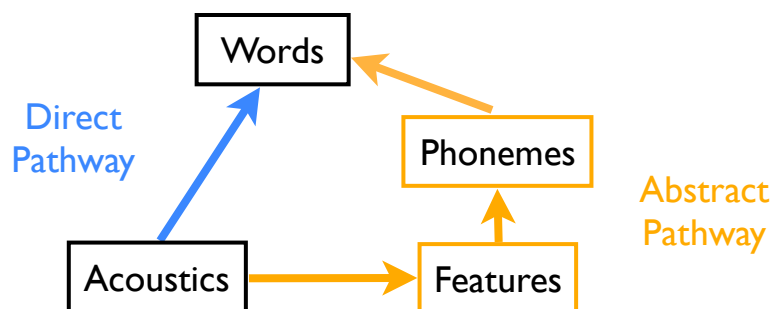 Words
Direct
Pathway
Phonemes
Abstract
Pathway
Acoustics
Features